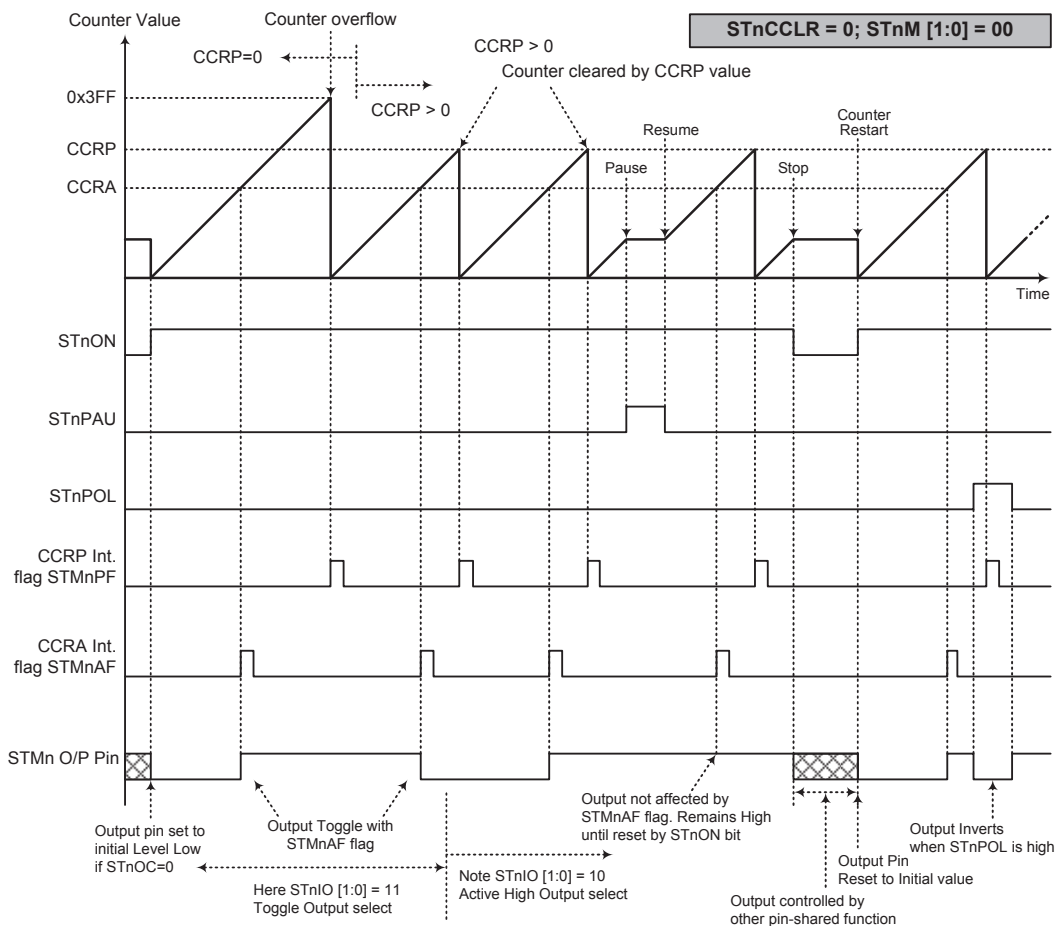 Counter Value
Counter overflow
STnCCLR = 0; STnM [1:0] = 00
CCRP=0
CCRP > 0
CCRP > 0
Counter cleared by CCRP value
0x3FF
CCRP
CCRA
Pause
Resume
Stop
Counter
Restart
Time
STnON
STnPAU
STnPOL
CCRP Int.
flag STMnPF
CCRA Int.
flag STMnAF
STMn O/P Pin
Output pin set to
initial Level Low
if STnOC=0
Output Toggle with
STMnAF flag
Here STnIO [1:0] = 11
Toggle Output select
Note STnIO [1:0] = 10
Active High Output select
Output not affected by
STMnAF flag. Remains High
until reset by STnON bit
Output controlled by
other pin-shared function
Output Pin
Reset to Initial value
Output Inverts
when STnPOL is high